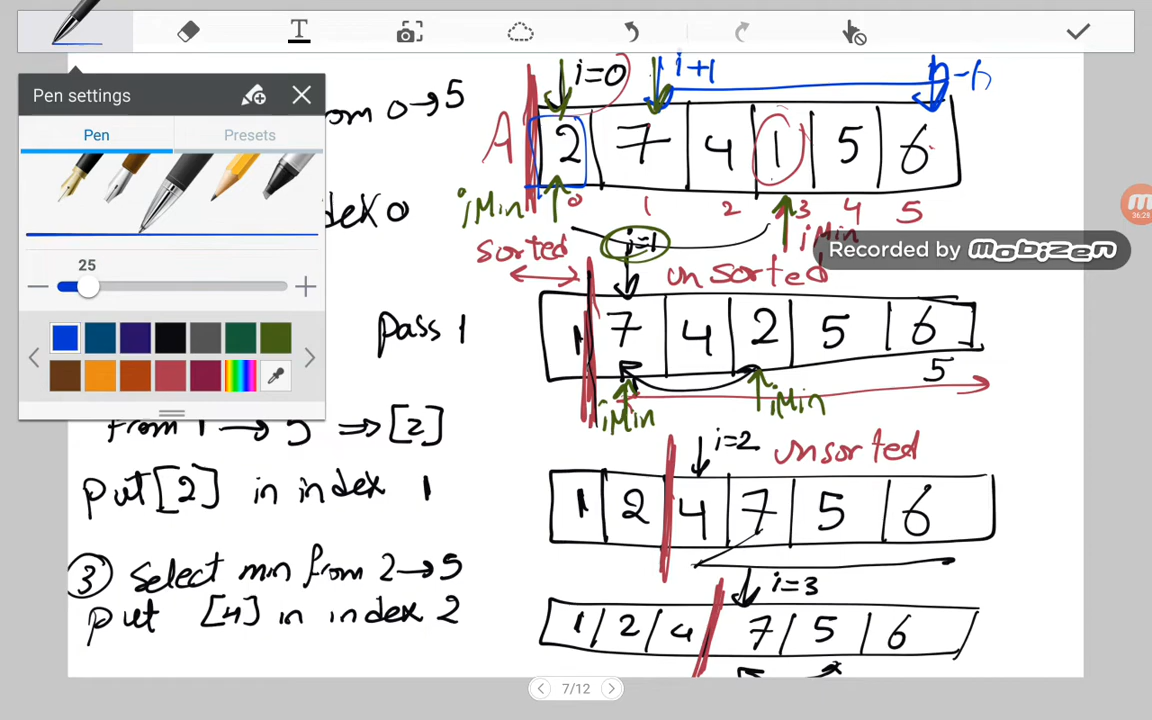 Pen settings
Pen
Presets
25
from 0→5
index 0
pass 1
from 1 → 5 ⇒ [2]
put [2] in index 1
③ select min from 2→5
put [4] in index 2
i=0
i+1
A
2 7 4 1 5 6
iMin
0 1 2 3 4 5
iMin
Recorded by mobizen
36:29
sorted
i=1
unsorted
1 7 4 2 5 6
5
iMin
iMin
i=2
unsorted
1 2 4 7 5 6
i=3
1 2 4 7 5 6
7/12